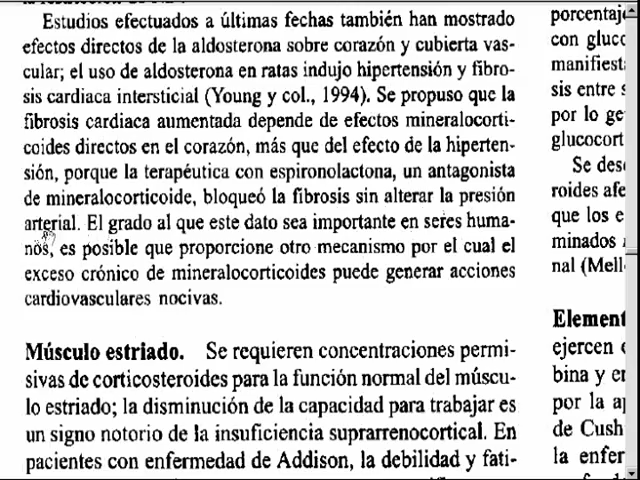 Estudios efectuados a últimas fechas también han mostrado
efectos directos de la aldosterona sobre corazón y cubierta vas-
cular; el uso de aldosterona en ratas indujo hipertensión y fibro-
sis cardiaca intersticial (Young y col., 1994). Se propuso que la
fibrosis cardiaca aumentada depende de efectos mineralocorti-
coides directos en el corazón, más que del efecto de la hiperten-
sión, porque la terapéutica con espironolactona, un antagonista
de mineralocorticoide, bloqueó la fibrosis sin alterar la presión
arterial. El grado al que este dato sea importante en seres huma-
nos, es posible que proporcione otro mecanismo por el cual el
exceso crónico de mineralocorticoides puede generar acciones
cardiovasculares nocivas.
Músculo estriado. Se requieren concentraciones permi-
sivas de corticosteroides para la función normal del múscu-
lo estriado; la disminución de la capacidad para trabajar es
un signo notorio de la insuficiencia suprarrenocortical. En
pacientes con enfermedad de Addison, la debilidad y fati-
porcentaj
con gluco
manifiest
sis entre s
por lo ge
glucocort
Se des
roides afe
que los e
minados
nal (Mell
Element
ejercen
bina y er
por la a
de Cush
la enfer